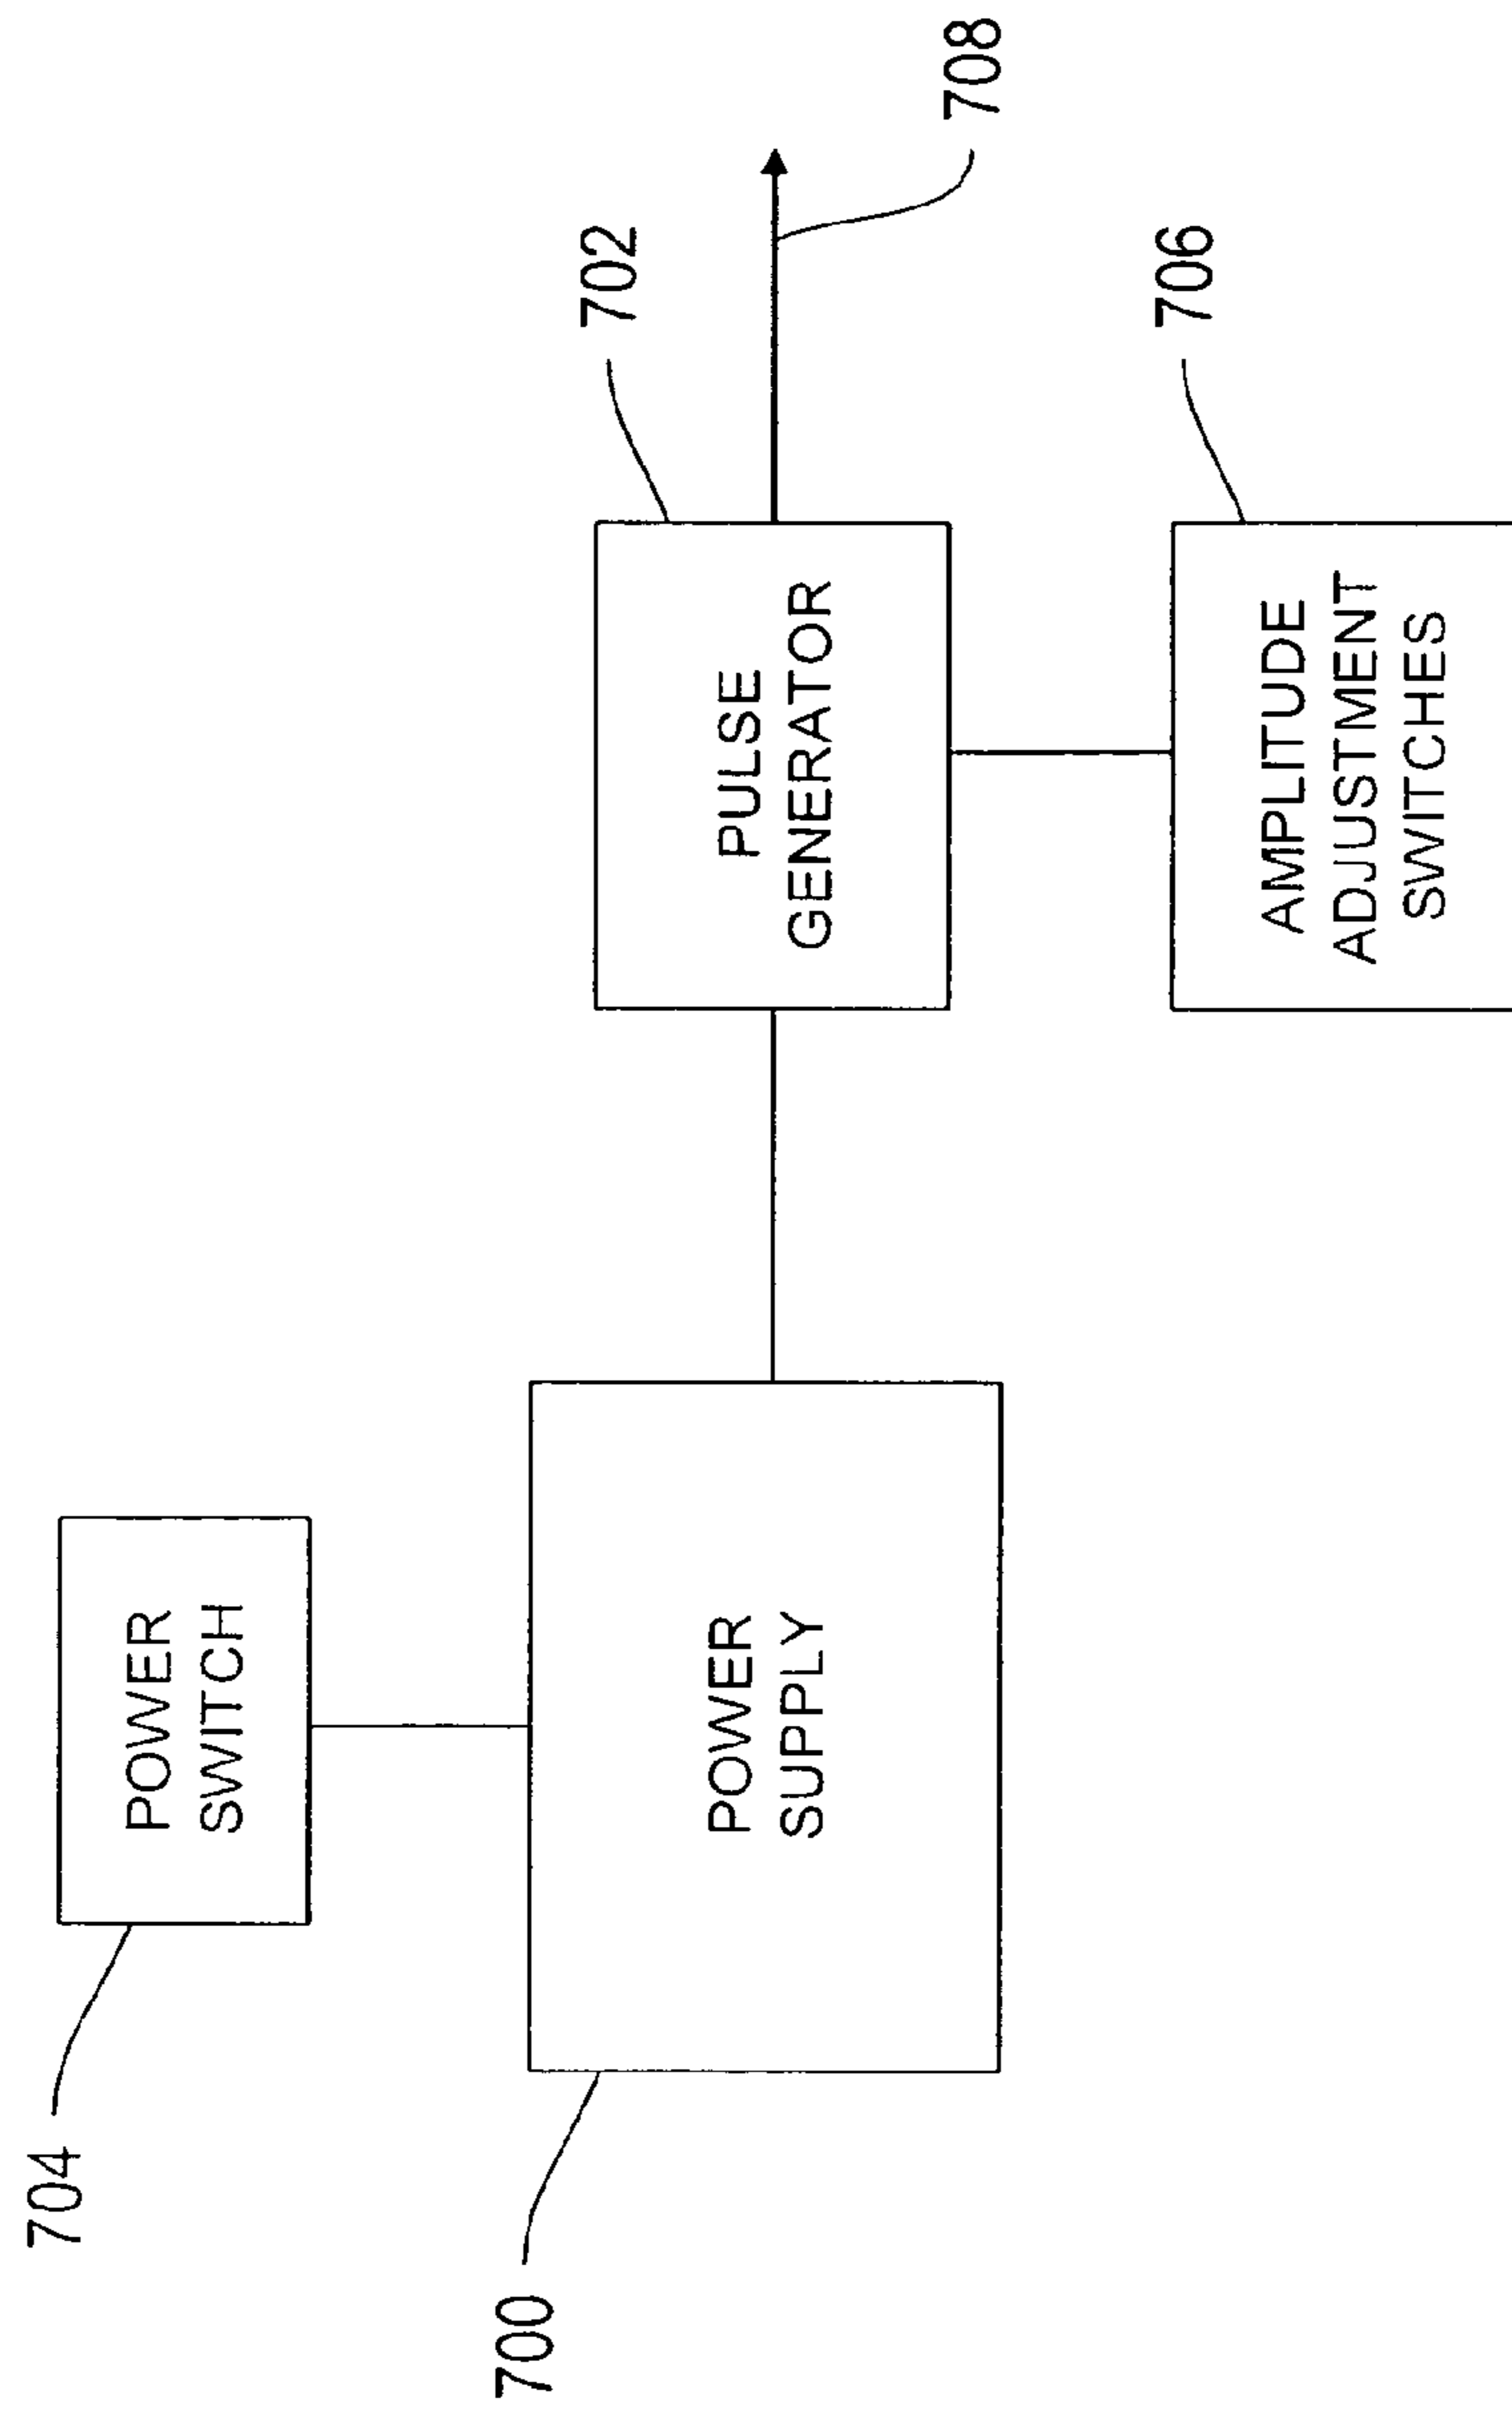 704
POWER
SWITCH
700
POWER
SUPPLY
702
PULSE
GENERATOR
708
706
AMPLITUDE
ADJUSTMENT
SWITCHES